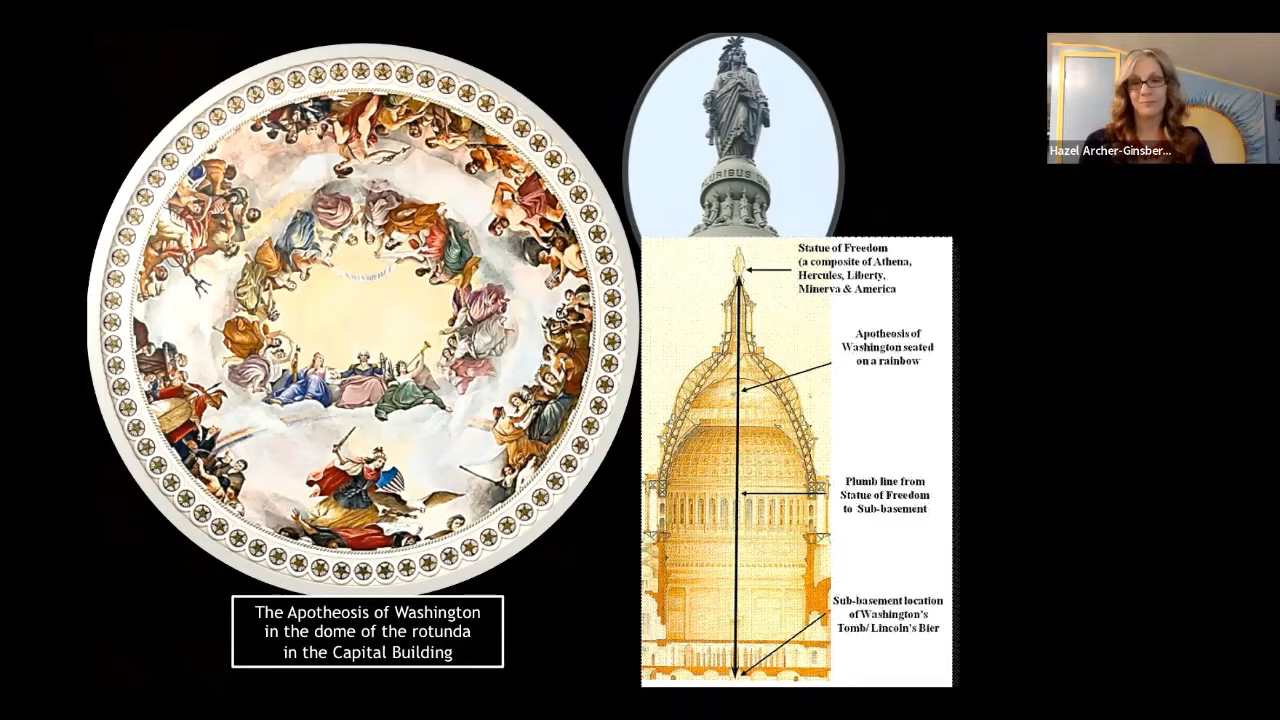 PLURIBUS U
Hazel Archer-Ginsber...
Statue of Freedom
(a composite of Athena,
Hercules, Liberty,
Minerva & America
Apotheosis of
Washington seated
on a rainbow
Plumb line from
Statue of Freedom
to Sub-basement
Sub-basement location
of Washington's
Tomb/ Lincoln's Bier
The Apotheosis of Washington
in the dome of the rotunda
in the Capital Building